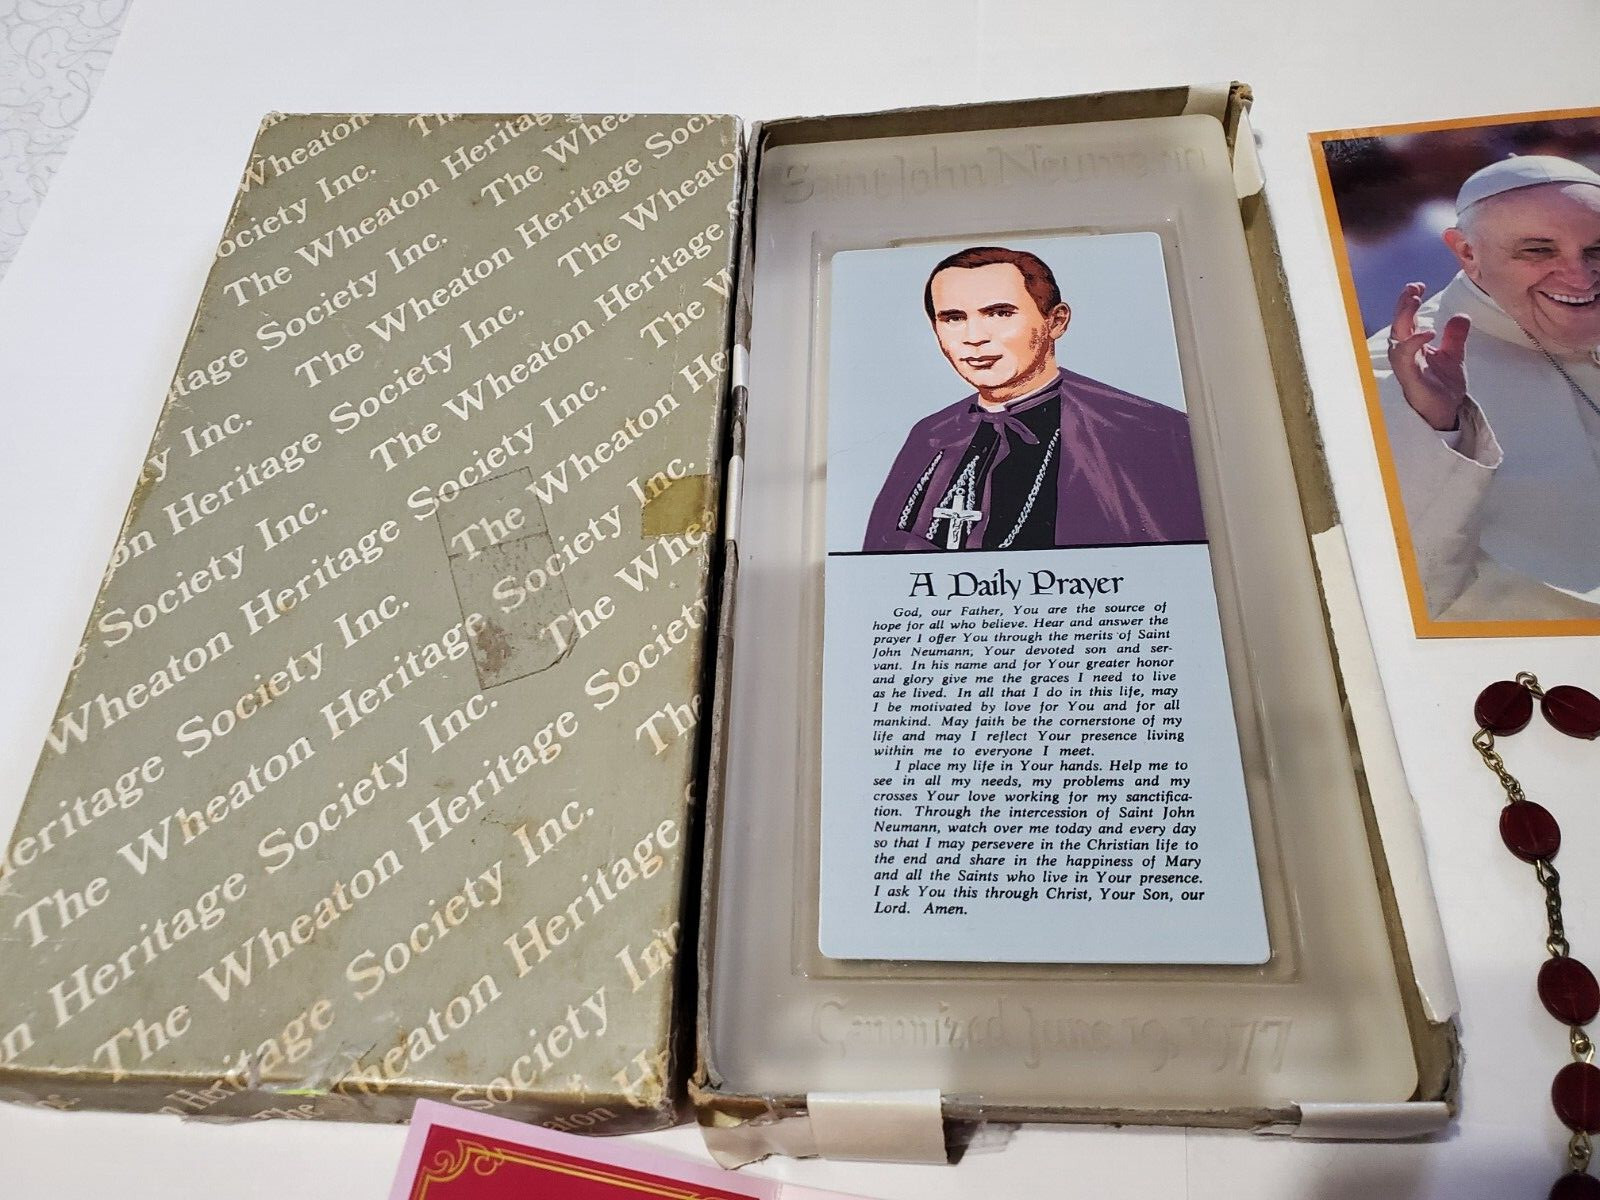 Wheaton
The Wheaton Heritage
Society Inc.
The Wheaton Heritage Society Inc.
The Wheaton Heritage Society Inc.
The Wheaton Heritage Society Inc.
The Wheaton Heritage Society Inc.
The Wheaton Heritage Society Inc.
The Wheaton Heritage Society Inc.
Saint John Neumann
A Daily Prayer
God, our Father, You are the source of
hope for all who believe. Hear and answer the
prayer I offer You through the merits of Saint
John Neumann, Your devoted son and ser-
vant. In his name and for Your greater honor
and glory give me the graces I need to live
as he lived. In all that I do in this life, may
I be motivated by love for You and for all
mankind. May faith be the cornerstone of my
life and may I reflect Your presence living
within me to everyone I meet.
I place my life in Your hands. Help me to
see in all my needs, my problems and my
crosses Your love working for my sanctifica-
tion. Through the intercession of Saint John
Neumann, watch over me today and every day
so that I may persevere in the Christian life to
the end and share in the happiness of Mary
and all the Saints who live in Your presence.
I ask You this through Christ, Your Son, our
Lord. Amen.
Canonized June 19, 1977